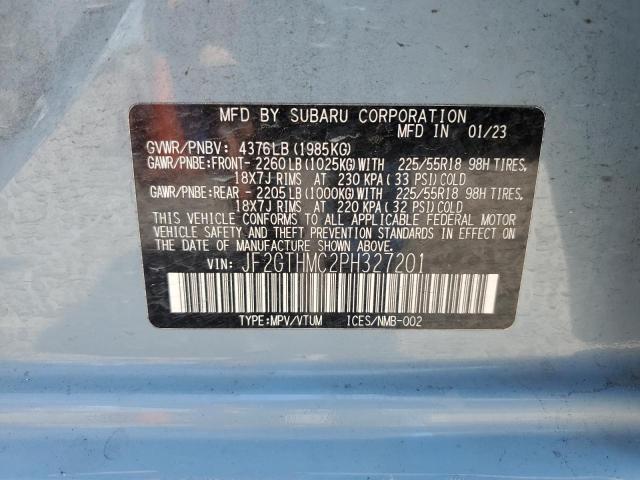 MFD BY SUBARU CORPORATION
MFD IN 01/23
GVWR/PNBV: 4376LB(1985KG)
GAWR/PNBE:FRONT- 2260LB(1025KG)WITH 225/55R18 98H TIRES,
18X7J RIMS AT 230 KPA(33 PSI)COLD
GAWR/PNBE:REAR - 2205LB(1000KG)WITH 225/55R18 98H TIRES,
18X7J RIMS AT 220 KPA(32 PSI)COLD
THIS VEHICLE CONFORMS TO ALL APPLICABLE FEDERAL MOTOR
VEHICLE SAFETY AND THEFT PREVENTION STANDARDS IN EFFECT ON
THE DATE OF MANUFACTURE SHOWN ABOVE.
VIN: JF2GTHMC2PH327201
TYPE:MPV/VTUM ICES/NMB-002